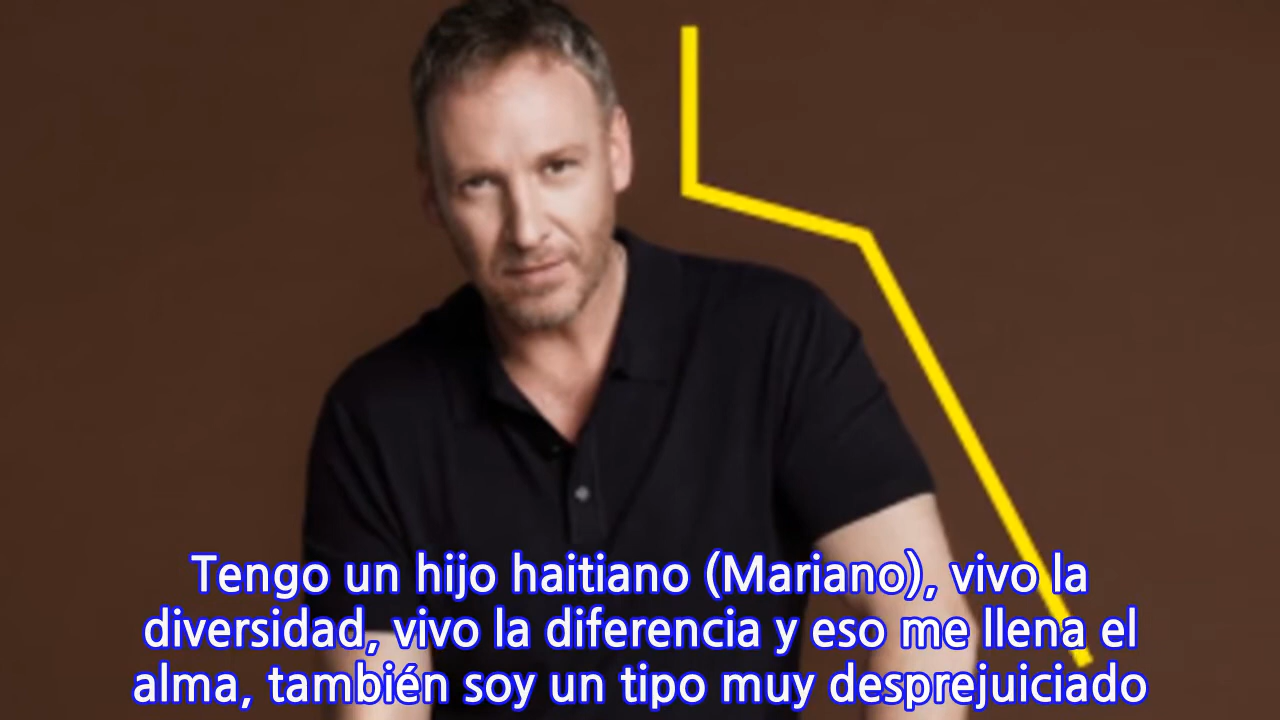 Tengo un hijo haitiano (Mariano), vivo la
diversidad, vivo la diferencia y eso me llena el
alma, también soy un tipo muy desprejuiciado